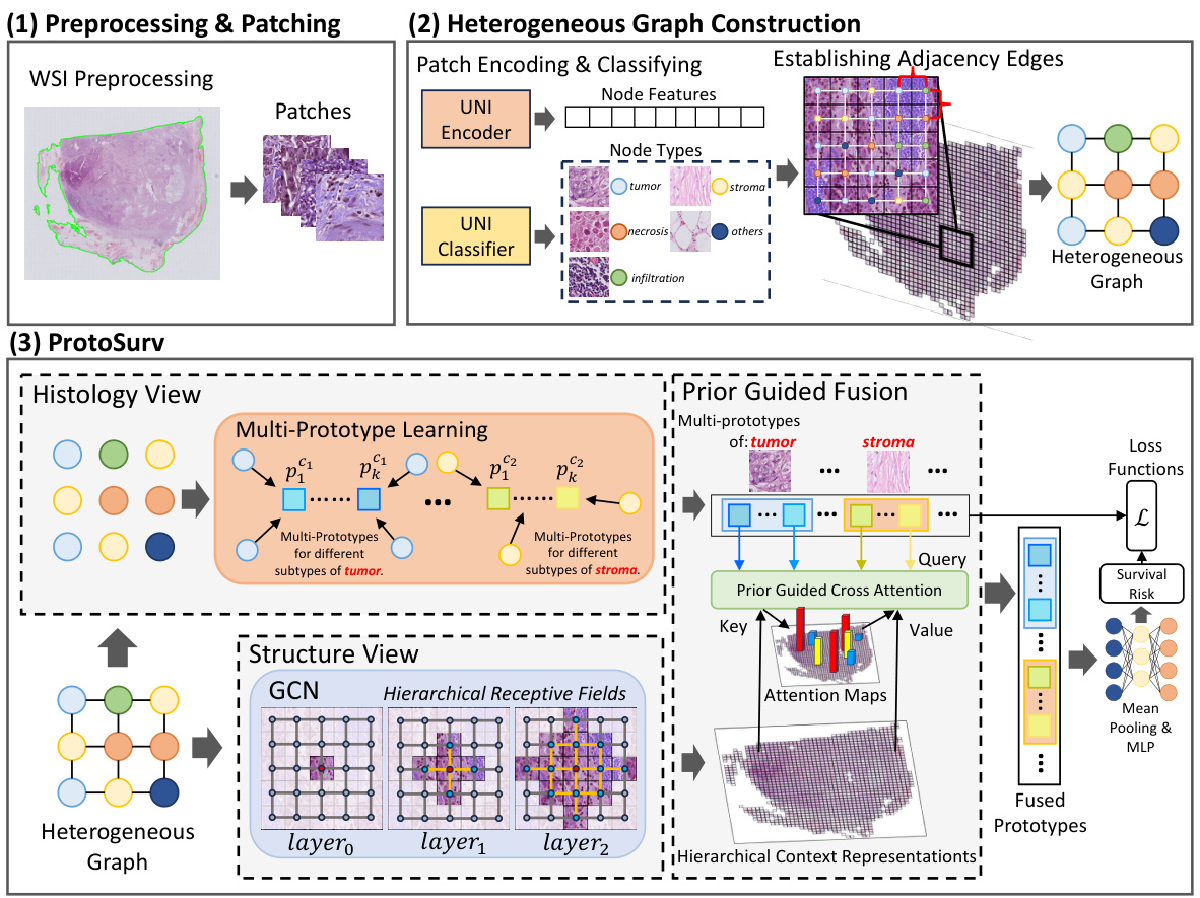 (1) Preprocessing & Patching
WSI Preprocessing
Patches
(2) Heterogeneous Graph Construction
Patch Encoding & Classifying
UNI
Encoder
Node Features
Node Types
UNI
Classifier
tumor
stroma
necrosis
others
infiltration
Establishing Adjacency Edges
Heterogeneous
Graph
(3) ProtoSurv
Histology View
Multi-Prototype Learning
p_1^{c_1}
p_k^{c_1}
p_1^{c_2}
p_k^{c_2}
Multi-Prototypes
for different
subtypes of tumor.
Multi-Prototypes
for different
subtypes of stroma.
Heterogeneous
Graph
Structure View
GCN
Hierarchical Receptive Fields
layer_0
layer_1
layer_2
Prior Guided Fusion
Multi-prototypes
of: tumor
stroma
Query
Prior Guided Cross Attention
Key
Value
Attention Maps
Hierarchical Context Representationts
Fused
Prototypes
Loss
Functions
ℒ
Survival
Risk
Mean
Pooling &
MLP